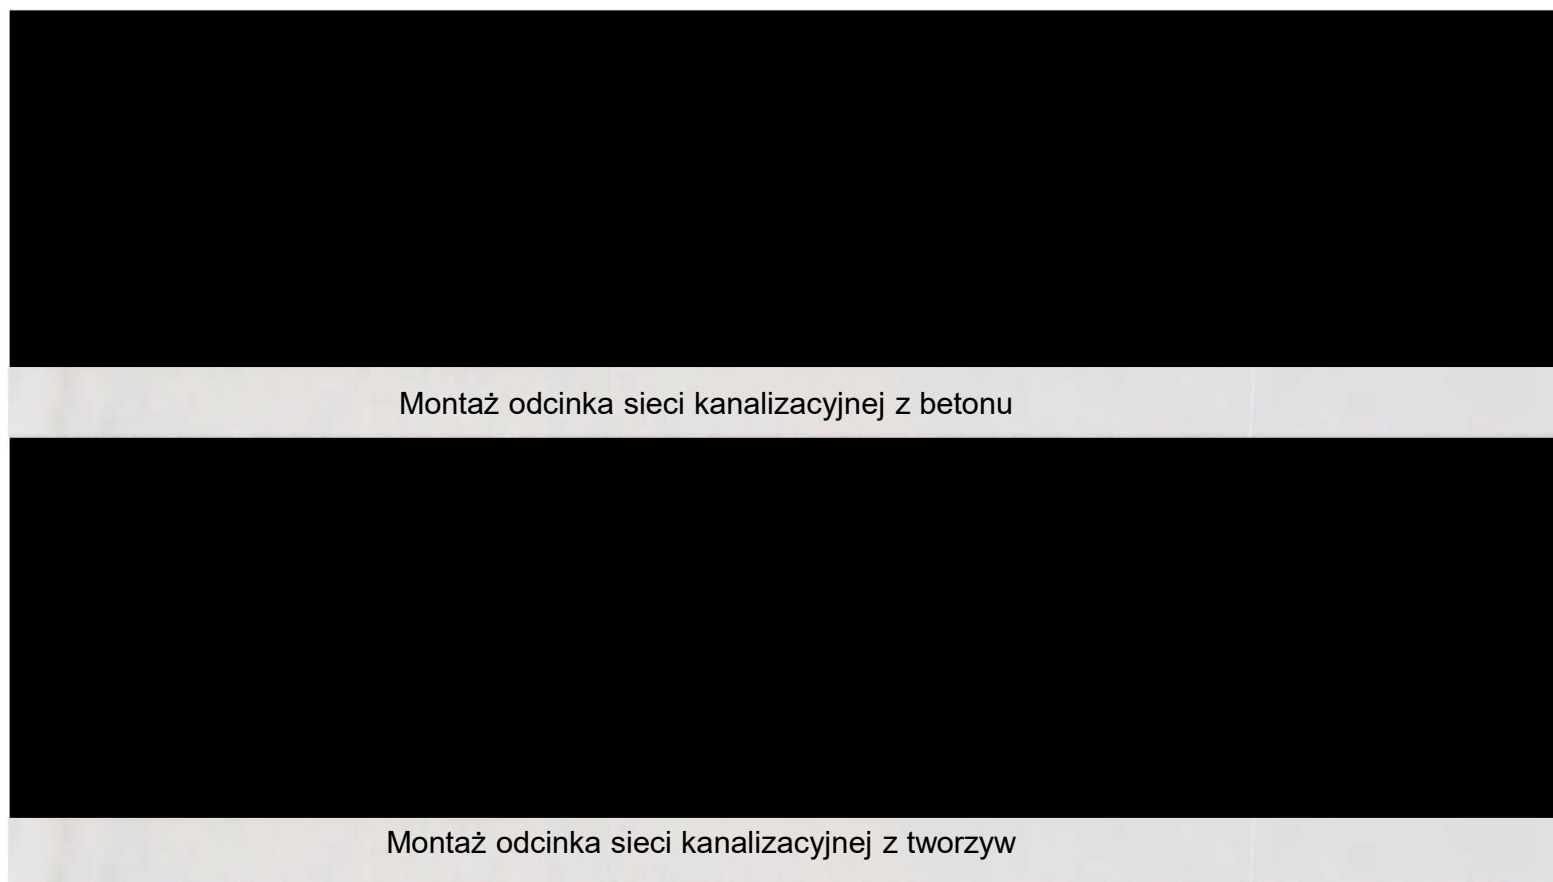 Montaż odcinka sieci kanalizacyjnej z betonu
Montaż odcinka sieci kanalizacyjnej z tworzyw